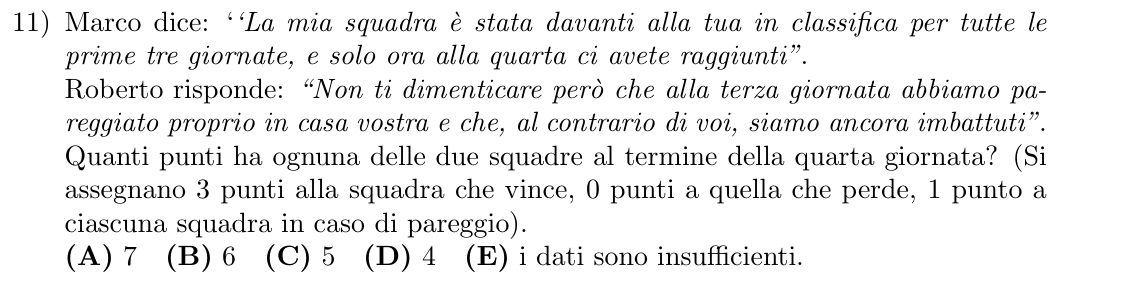 11) Marco dice: ‘‘La mia squadra è stata davanti alla tua in classifica per tutte le
prime tre giornate, e solo ora alla quarta ci avete raggiunti”.
Roberto risponde: “Non ti dimenticare però che alla terza giornata abbiamo pa-
reggiato proprio in casa vostra e che, al contrario di voi, siamo ancora imbattuti”.
Quanti punti ha ognuna delle due squadre al termine della quarta giornata? (Si
assegnano 3 punti alla squadra che vince, 0 punti a quella che perde, 1 punto a
ciascuna squadra in caso di pareggio).
(A) 7 (B) 6 (C) 5 (D) 4 (E) i dati sono insufficienti.